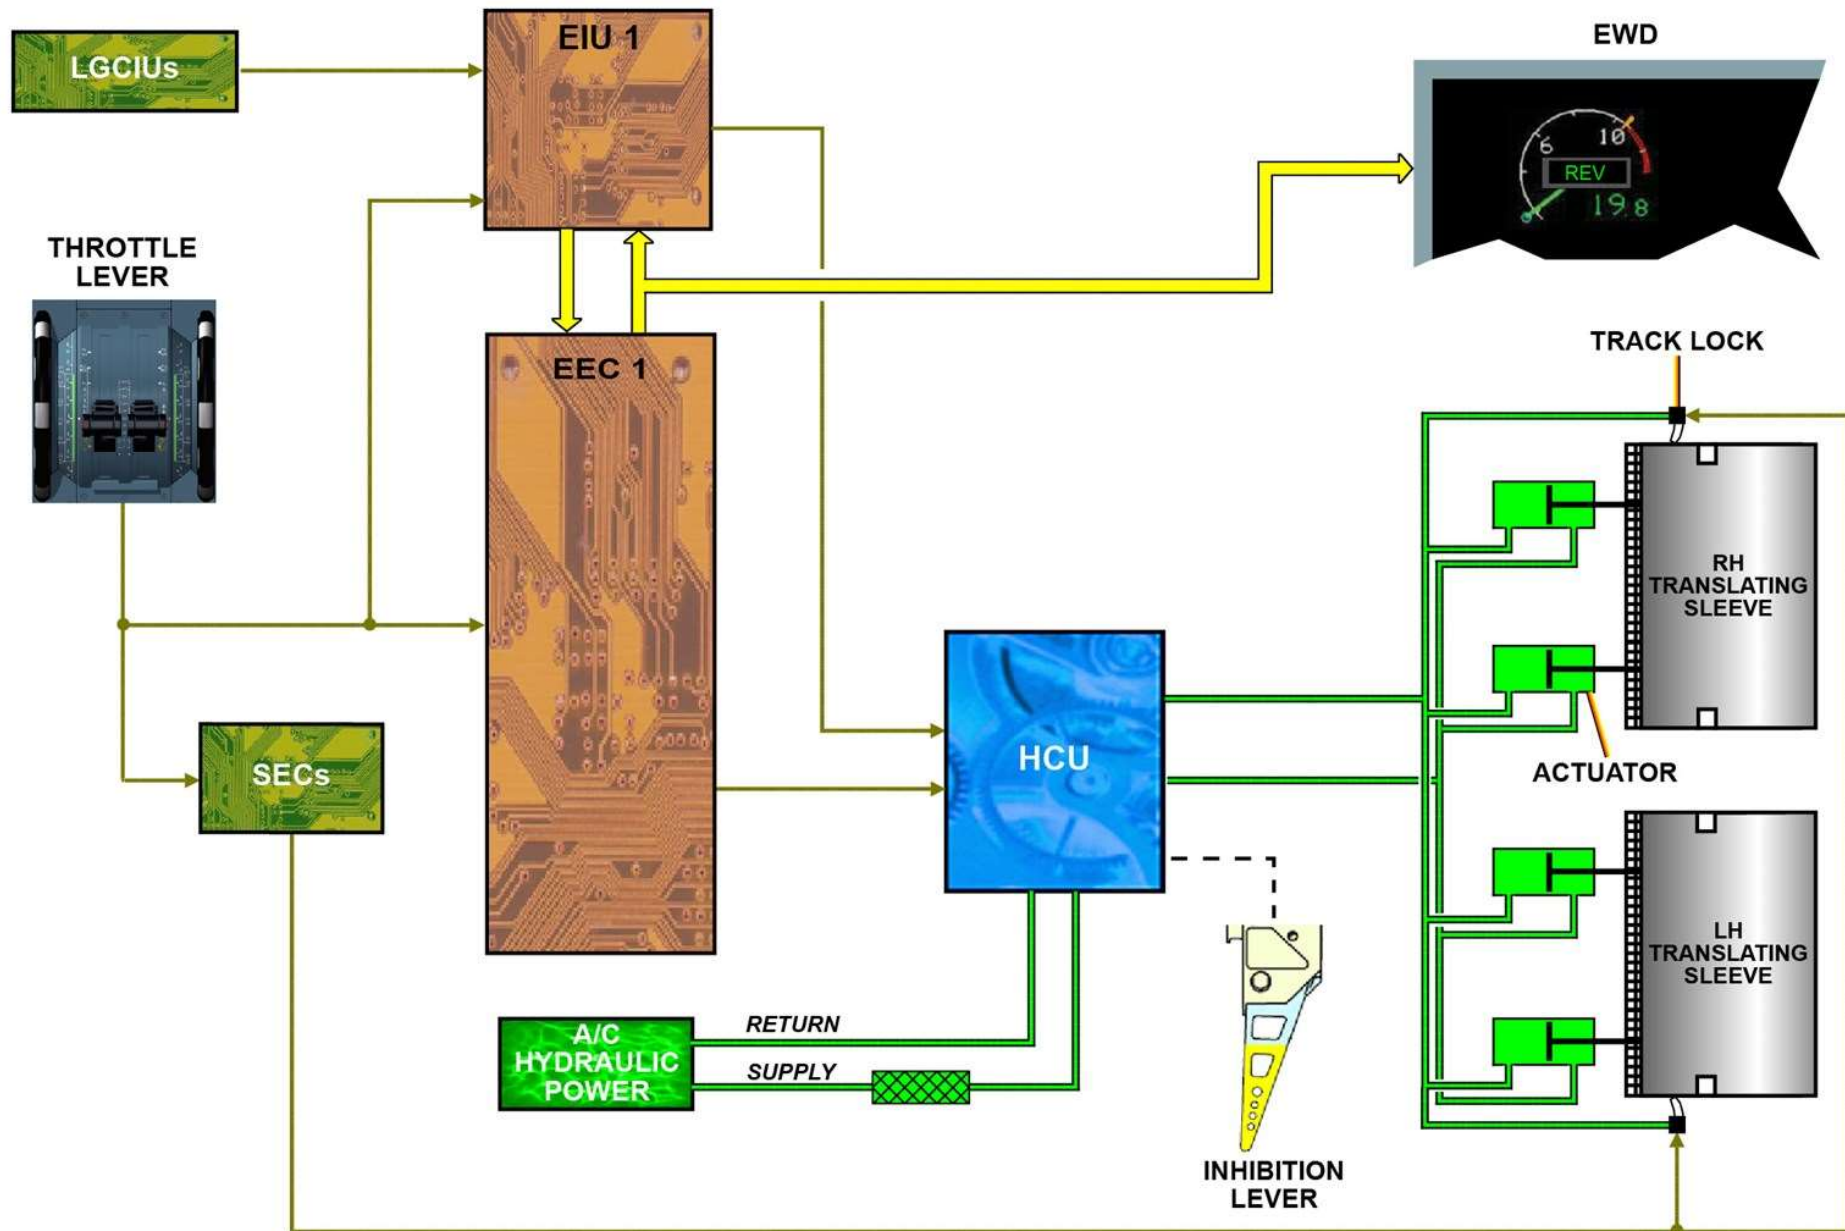 EIU 1
EWD
LGCIUs
6
10
REV
19.8
THROTTLE
LEVER
TRACK LOCK
EEC 1
RH
TRANSLATING
SLEEVE
HCU
SECs
ACTUATOR
LH
TRANSLATING
SLEEVE
RETURN
A/C
HYDRAULIC
POWER
SUPPLY
INHIBITION
LEVER